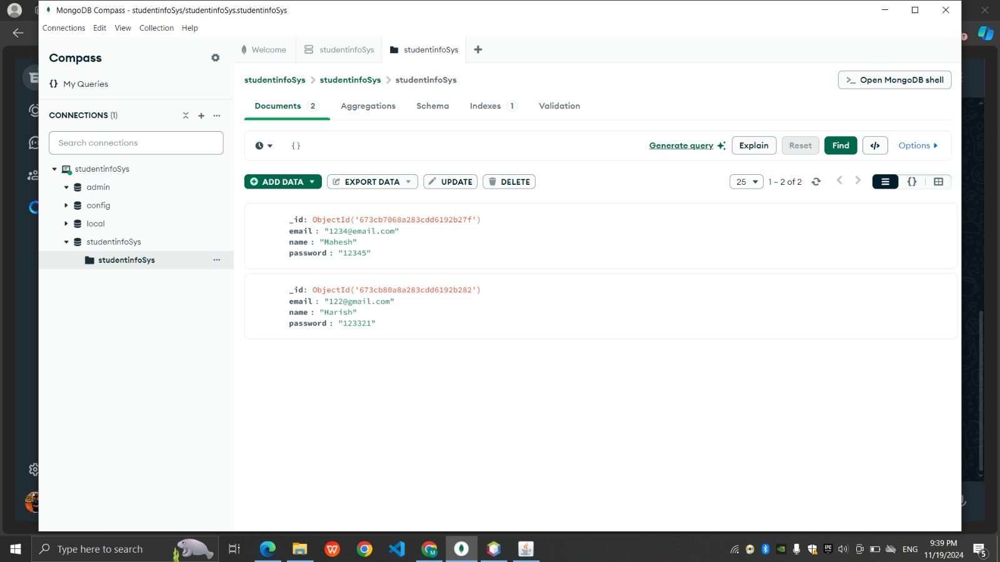 MongoDB Compass - studentinfoSys/studentinfoSys.studentinfoSys
Connections Edit View Collection Help
Compass
{} My Queries
CONNECTIONS (1)
Search connections
studentinfoSys
admin
config
local
studentinfoSys
studentinfoSys
Welcome studentinfoSys studentinfoSys
studentinfoSys > studentinfoSys > studentinfoSys
>_ Open MongoDB shell
Documents 2 Aggregations Schema Indexes 1 Validation
{} Generate query Explain Reset Find </> Options
ADD DATA EXPORT DATA UPDATE DELETE
25 1 – 2 of 2 {}
_id: ObjectId('673cb7068a283cdd6192b27f')
email : "1234@email.com"
name : "Mahesh"
password : "12345"
_id: ObjectId('673cb80a8a283cdd6192b282')
email : "122@gmail.com"
name : "Harish"
password : "123321"
Type here to search
ENG
9:39 PM
11/19/2024
5